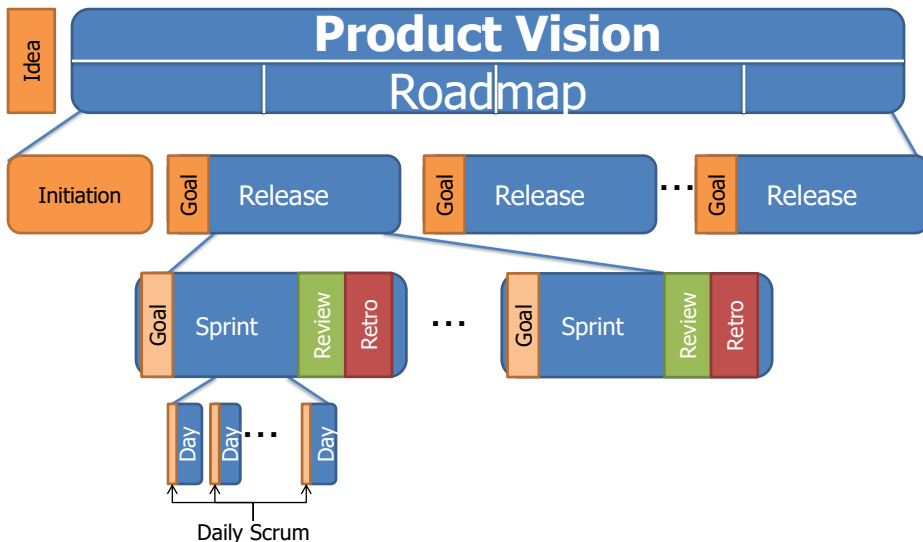 Idea
Product Vision
Roadmap
Initiation
Goal
Release
Goal
Release
...
Goal
Release
Goal
Sprint
Review
Retro
...
Goal
Sprint
Review
Retro
Day
Day
...
Day
Daily Scrum